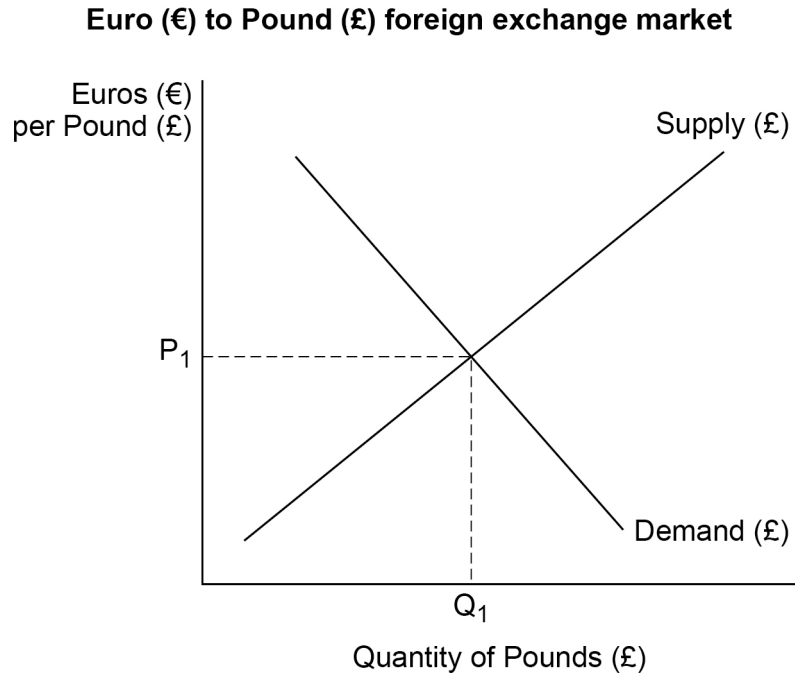 Euro (€) to Pound (£) foreign exchange market
Euros (€)
per Pound (£)
Supply (£)
P1
Demand (£)
Q1
Quantity of Pounds (£)